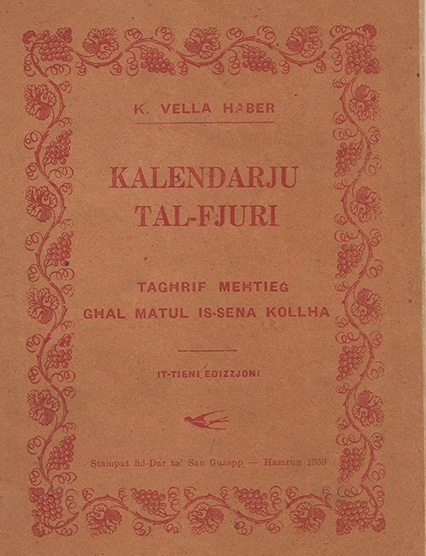 K. VELLA HABER
KALENDARJU
TAL-FJURI
TAGHRIF MEHTIEG
GHAL MATUL IS-SENA KOLLHA
IT-TIENI EDIZZJONI
Stampat fid-Dar ta' San Guzepp — Hamrun 1959